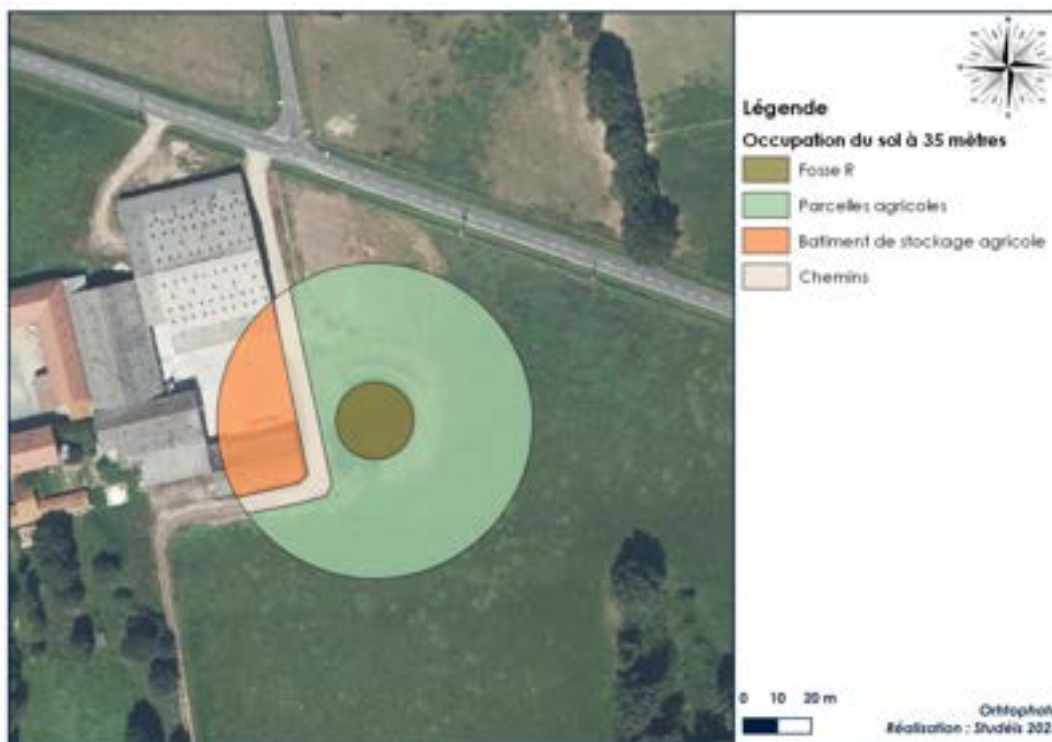 Légende
Occupation du sol à 35 mètres
Fosse R
Parcelles agricoles
Batiment de stockage agricole
Chemins
0 10 20 m
Réalisation : Studéis 202